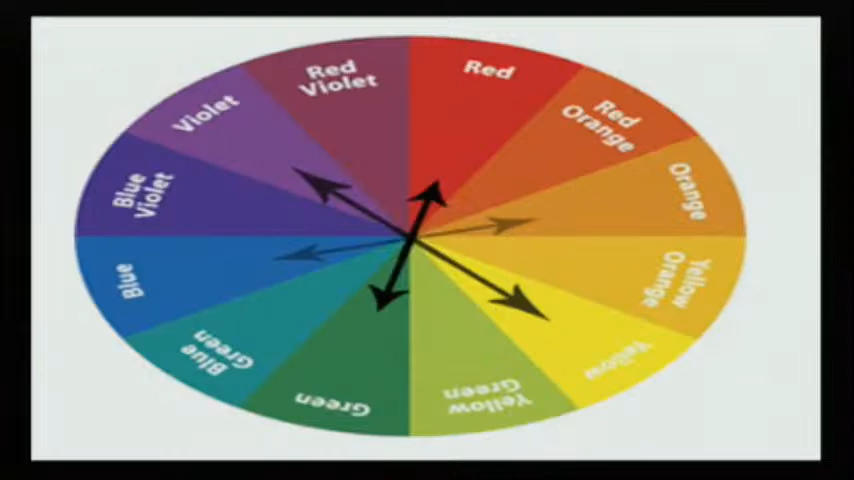 Red
Red
Orange
Orange
Yellow
Orange
Yellow
Yellow
Green
Green
Blue
Green
Blue
Blue
Violet
Violet
Red
Violet